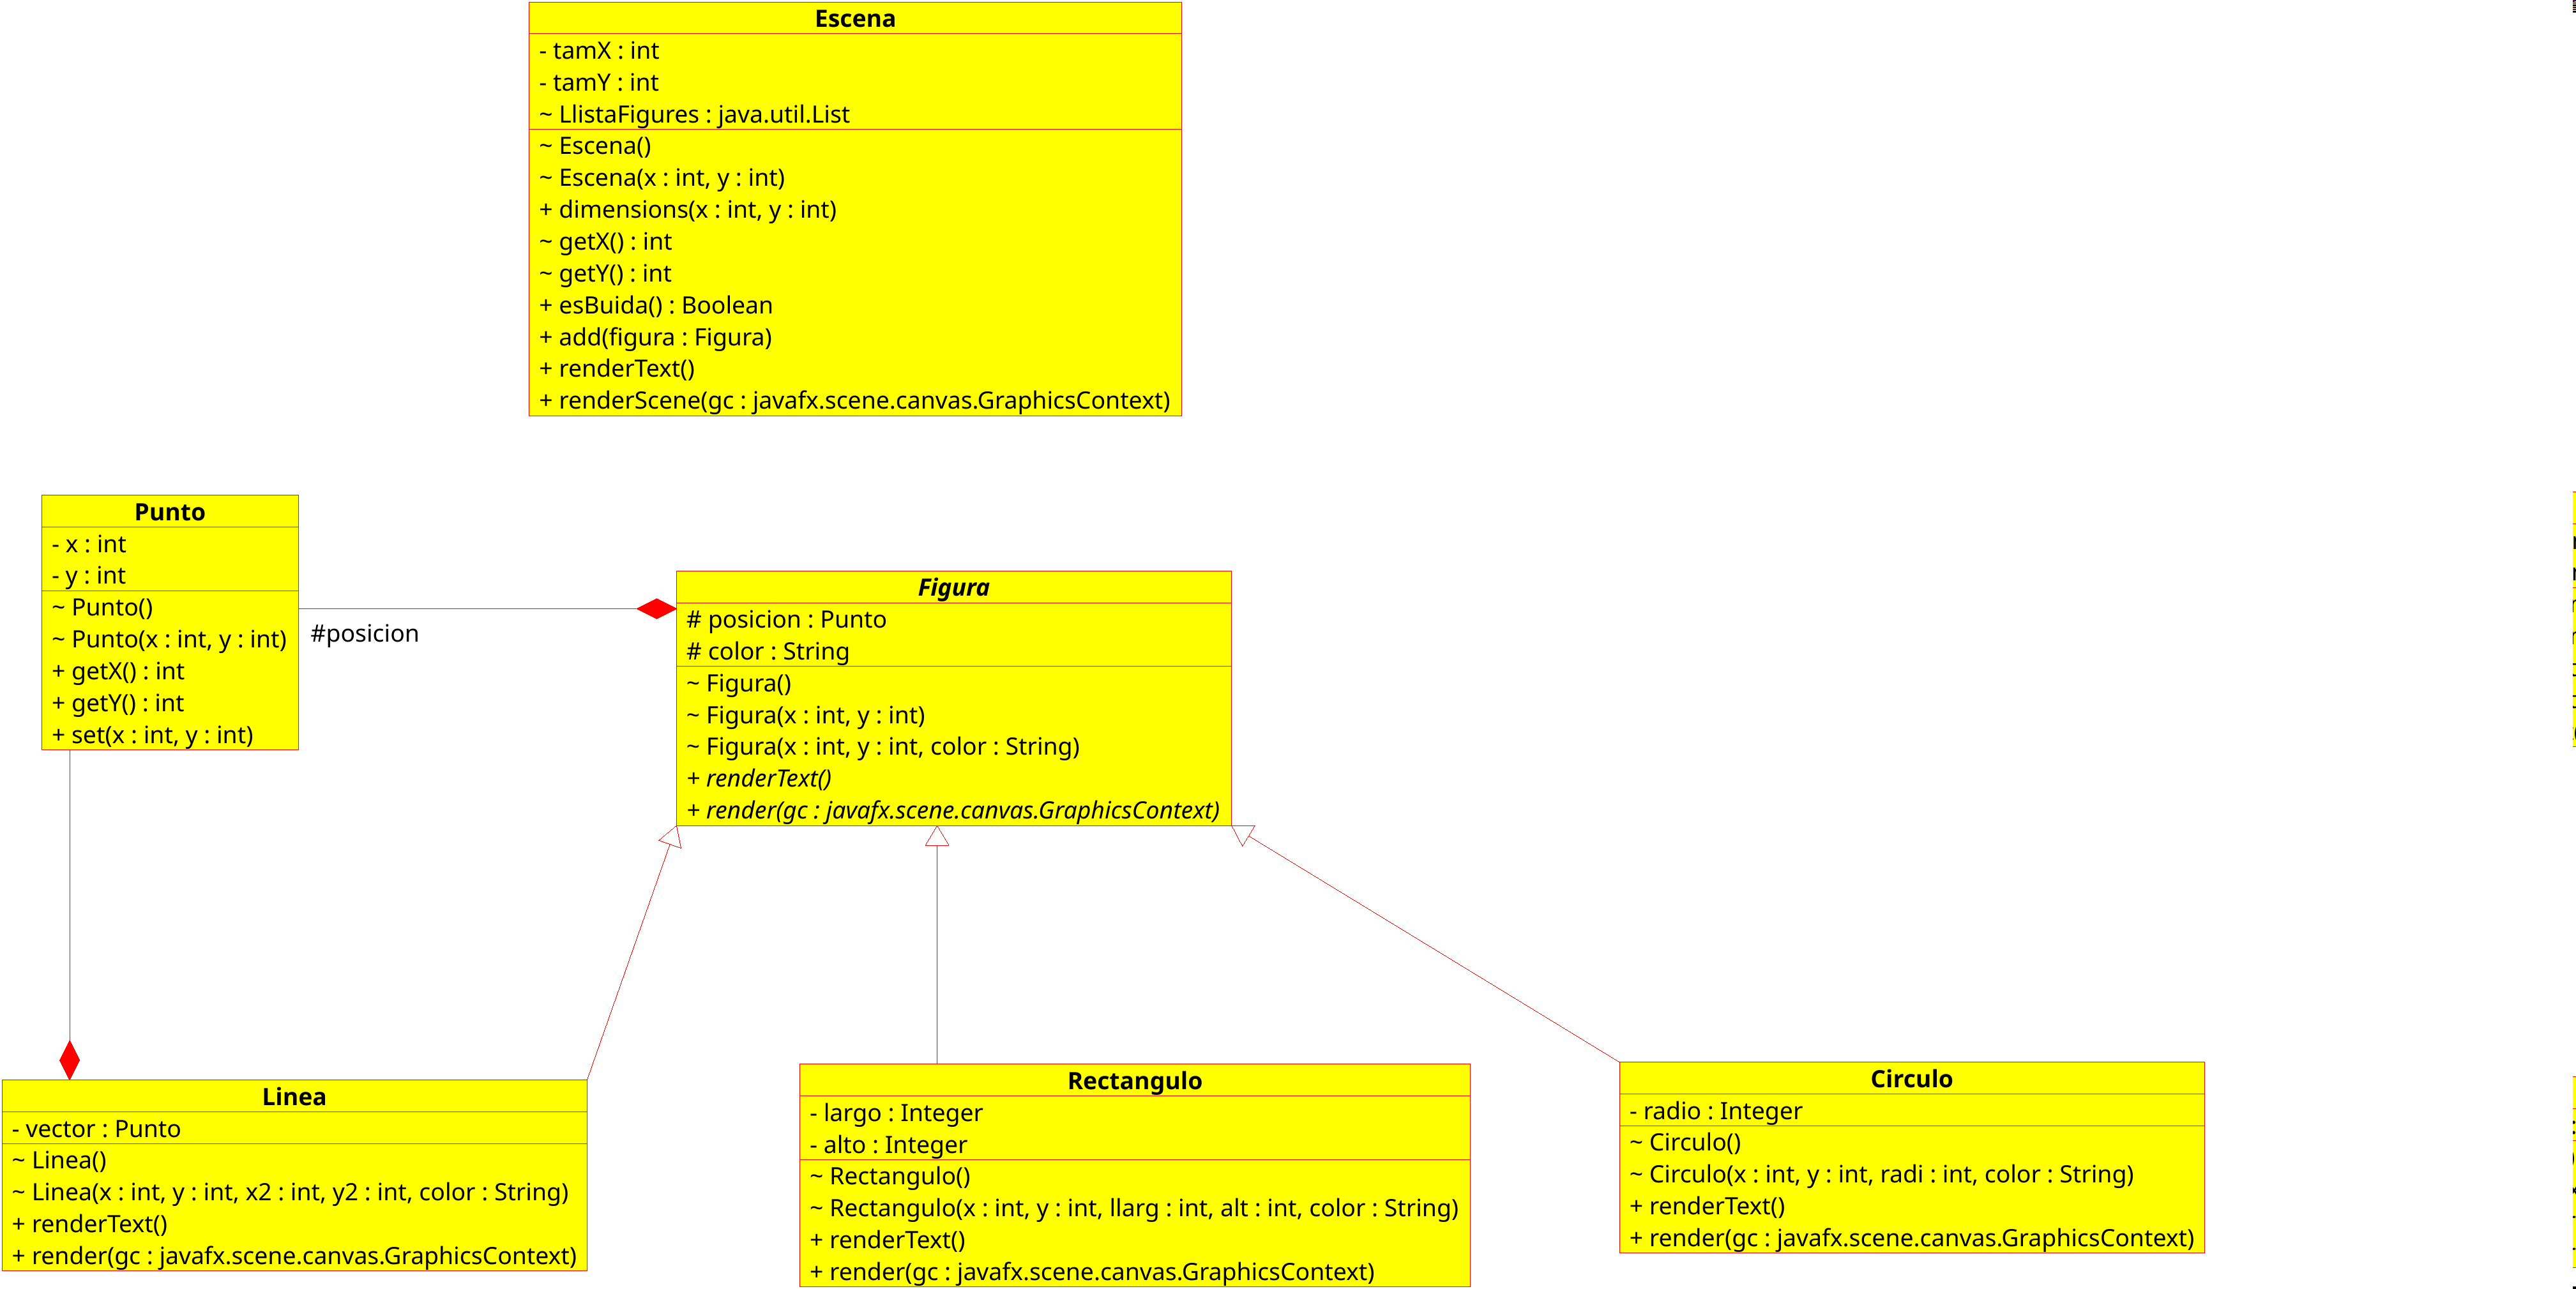 Escena
- tamX : int
- tamY : int
~ LlistaFigures : java.util.List
~ Escena()
~ Escena(x : int, y : int)
+ dimensions(x : int, y : int)
~ getX() : int
~ getY() : int
+ esBuida() : Boolean
+ add(figura : Figura)
+ renderText()
+ renderScene(gc : javafx.scene.canvas.GraphicsContext)
Punto
- x : int
- y : int
~ Punto()
~ Punto(x : int, y : int)
+ getX() : int
+ getY() : int
+ set(x : int, y : int)
#posicion
Figura
# posicion : Punto
# color : String
~ Figura()
~ Figura(x : int, y : int)
~ Figura(x : int, y : int, color : String)
+ renderText()
+ render(gc : javafx.scene.canvas.GraphicsContext)
Linea
- vector : Punto
~ Linea()
~ Linea(x : int, y : int, x2 : int, y2 : int, color : String)
+ renderText()
+ render(gc : javafx.scene.canvas.GraphicsContext)
Rectangulo
- largo : Integer
- alto : Integer
~ Rectangulo()
~ Rectangulo(x : int, y : int, llarg : int, alt : int, color : String)
+ renderText()
+ render(gc : javafx.scene.canvas.GraphicsContext)
Circulo
- radio : Integer
~ Circulo()
~ Circulo(x : int, y : int, radi : int, color : String)
+ renderText()
+ render(gc : javafx.scene.canvas.GraphicsContext)